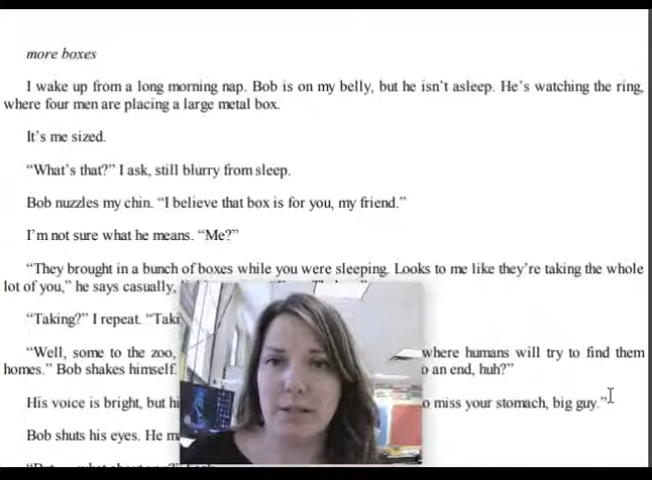 more boxes
I wake up from a long morning nap. Bob is on my belly, but he isn't asleep. He's watching the ring,
where four men are placing a large metal box.
It's me sized.
“What's that?” I ask, still blurry from sleep.
Bob nuzzles my chin. “I believe that box is for you, my friend.”
I'm not sure what he means. “Me?”
“They brought in a bunch of boxes while you were sleeping. Looks to me like they're taking the whole
lot of you,” he says casually,
“Taking?” I repeat.
“Well, some to the zoo, where humans will try to find them
homes.” Bob shakes himself. an end, huh?”
His voice is bright, but miss your stomach, big guy.”
Bob shuts his eyes. He